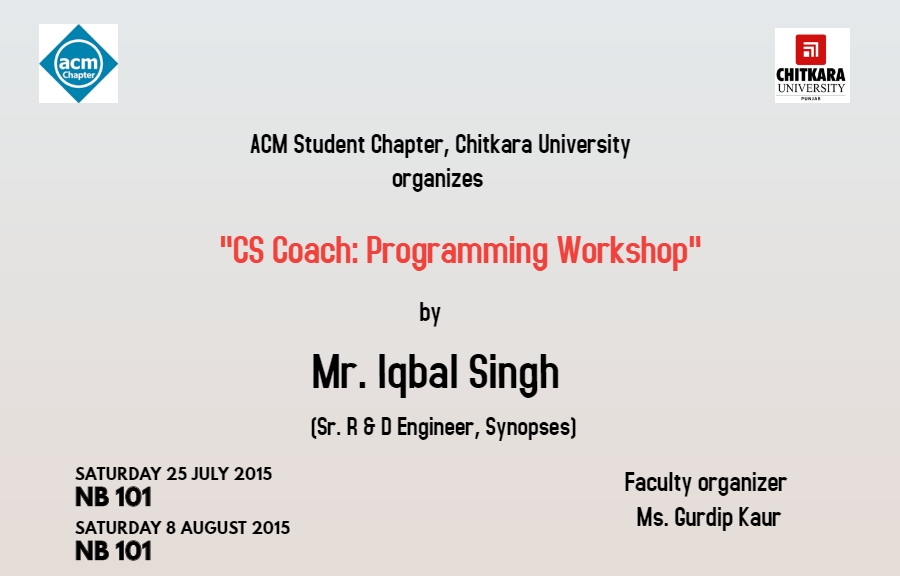 acm
Chapter
CHITKARA
UNIVERSITY
PUNJAB
ACM Student Chapter, Chitkara University
organizes
"CS Coach: Programming Workshop"
by
Mr. Iqbal Singh
(Sr. R & D Engineer, Synopses)
SATURDAY 25 JULY 2015
NB 101
SATURDAY 8 AUGUST 2015
NB 101
Faculty organizer
Ms. Gurdip Kaur